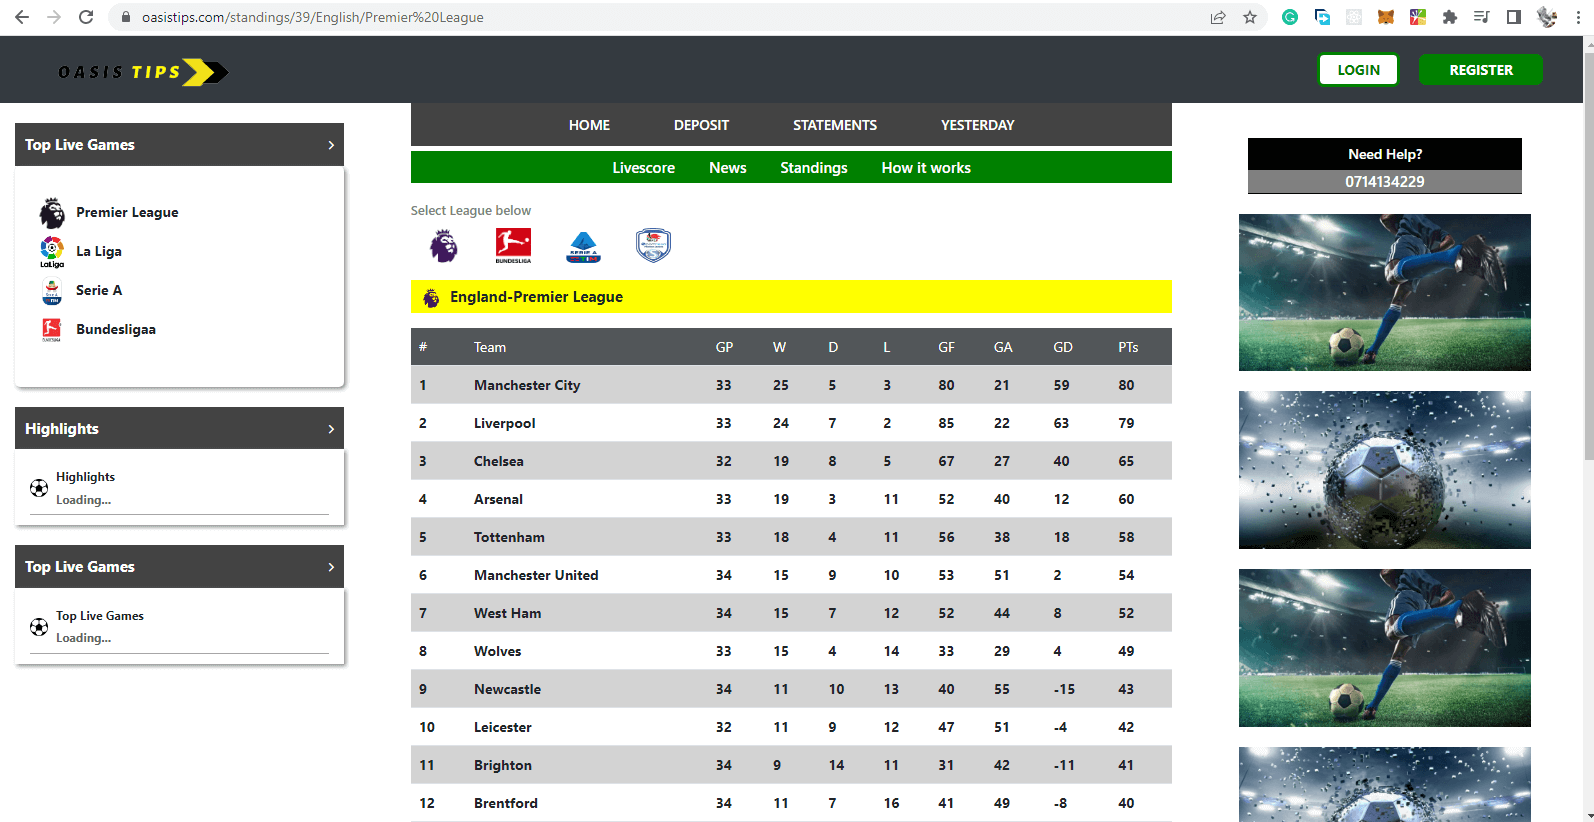 oasistips.com/standings/39/English/Premier%20League
OASIS TIPS
LOGIN
REGISTER
HOME DEPOSIT STATEMENTS YESTERDAY
Livescore News Standings How it works
Top Live Games
Premier League
La Liga
Serie A
Bundesligaa
Highlights
Highlights
Loading...
Top Live Games
Top Live Games
Loading...
Select League below
BUNDESLIGA
SERIE A
England-Premier League
# Team GP W D L GF GA GD PTs
1 Manchester City 33 25 5 3 80 21 59 80
2 Liverpool 33 24 7 2 85 22 63 79
3 Chelsea 32 19 8 5 67 27 40 65
4 Arsenal 33 19 3 11 52 40 12 60
5 Tottenham 33 18 4 11 56 38 18 58
6 Manchester United 34 15 9 10 53 51 2 54
7 West Ham 34 15 7 12 52 44 8 52
8 Wolves 33 15 4 14 33 29 4 49
9 Newcastle 34 11 10 13 40 55 -15 43
10 Leicester 32 11 9 12 47 51 -4 42
11 Brighton 34 9 14 11 31 42 -11 41
12 Brentford 34 11 7 16 41 49 -8 40
Need Help?
0714134229